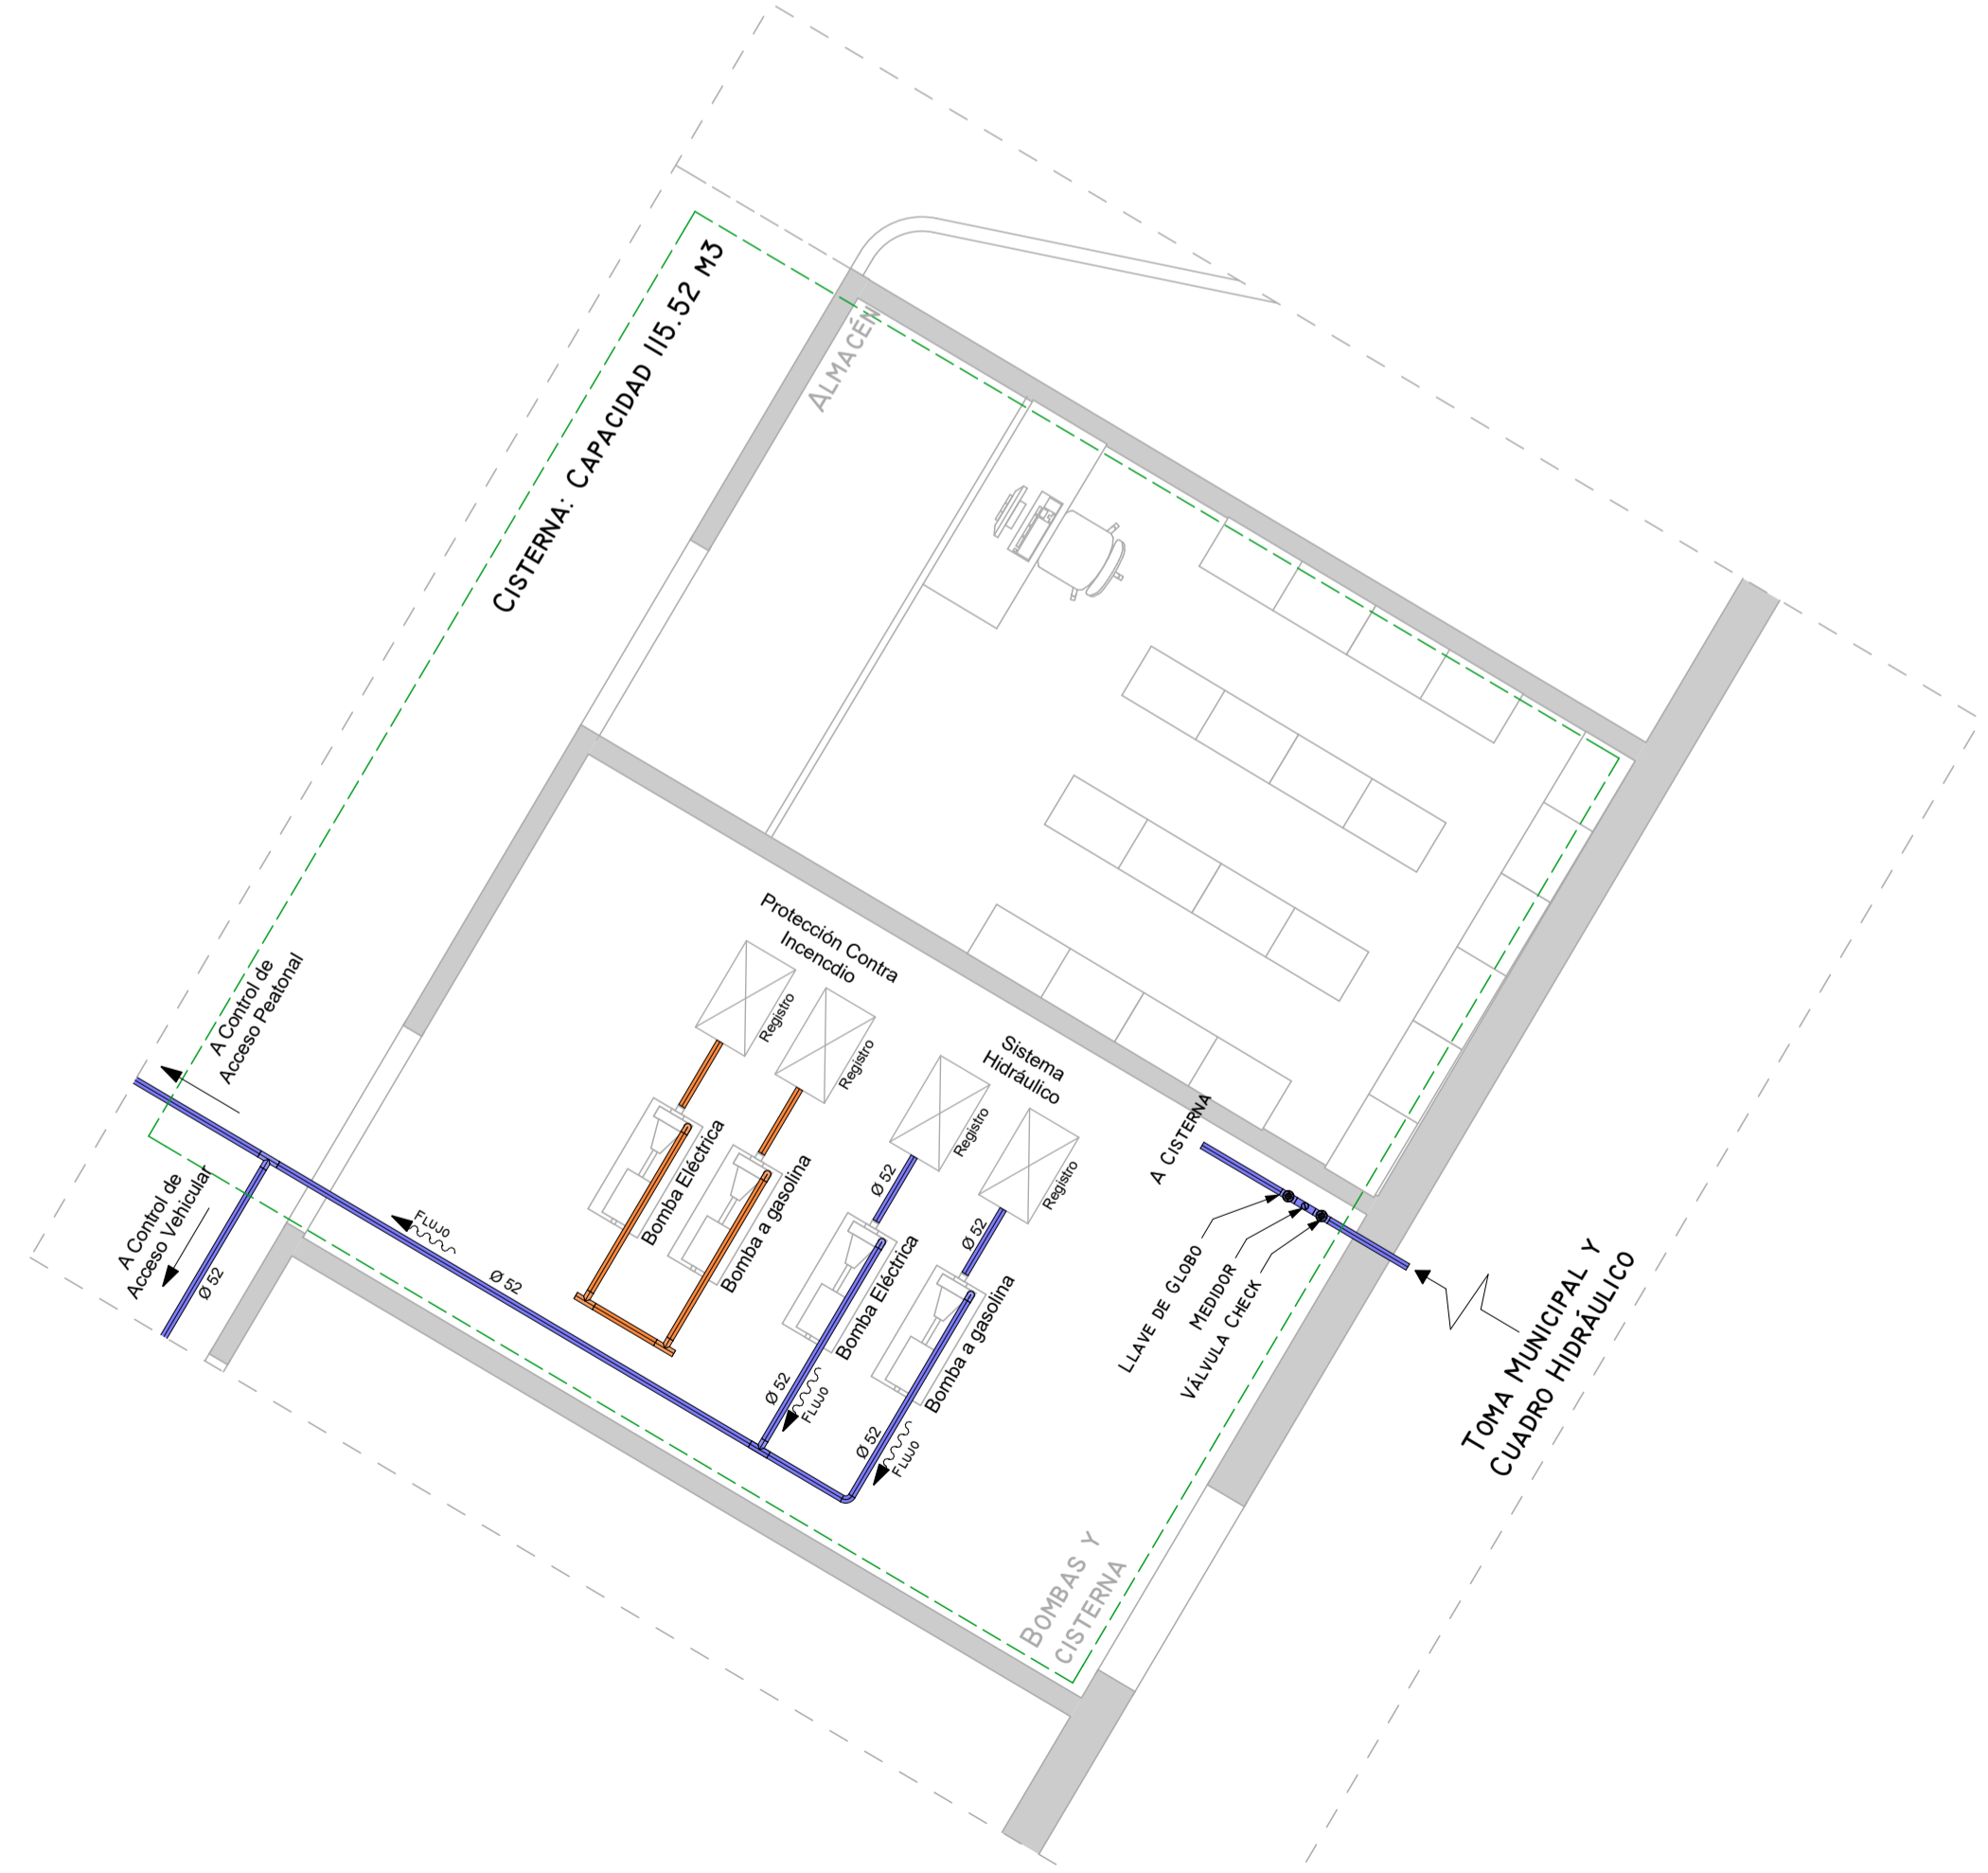 CISTERNA: CAPACIDAD 115.52 M3
ALMACÉN
Protección Contra
Incencdio
Registro
Registro
Sistema
Hidráulico
Registro
Registro
A Control de
Acceso Peatonal
A Control de
Acceso Vehicular
Ø 52
FLUJO
Ø 52
Bomba Eléctrica
Bomba a gasolina
Ø 52
Ø 52
Bomba Eléctrica
Bomba a gasolina
Ø 52
FLUJO
Ø 52
FLUJO
A CISTERNA
LLAVE DE GLOBO
MEDIDOR
VÁLVULA CHECK
TOMA MUNICIPAL Y
CUADRO HIDRÁULICO
BOMBAS Y
CISTERNA